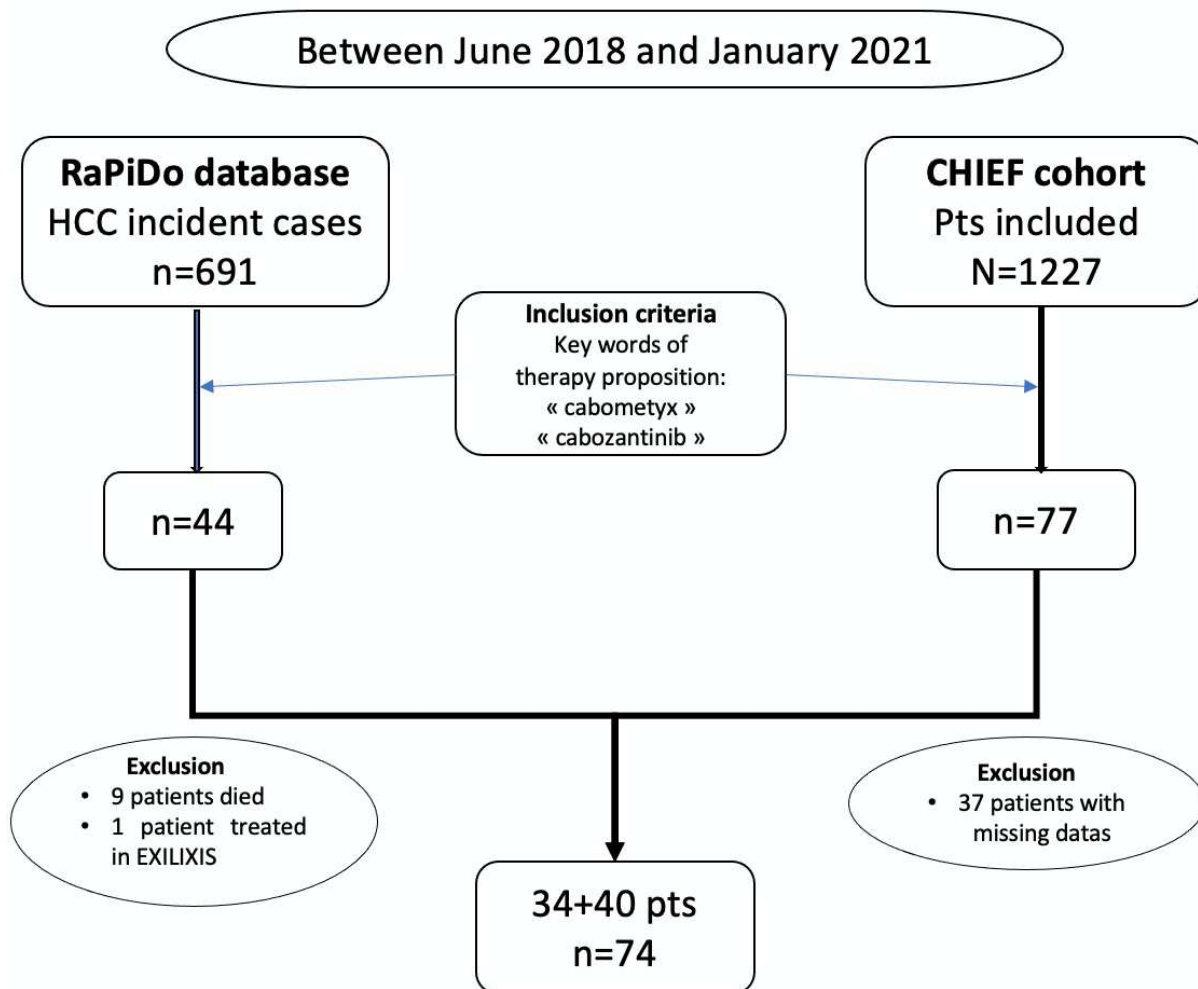 Between June 2018 and January 2021
RaPiDo database
HCC incident cases
n=691
CHIEF cohort
Pts included
N=1227
Inclusion criteria
Key words of
therapy proposition:
« cabometyx »
« cabozantinib »
n=44
n=77
Exclusion
• 9 patients died
• 1 patient treated
in EXILIXIS
Exclusion
• 37 patients with
missing datas
34+40 pts
n=74